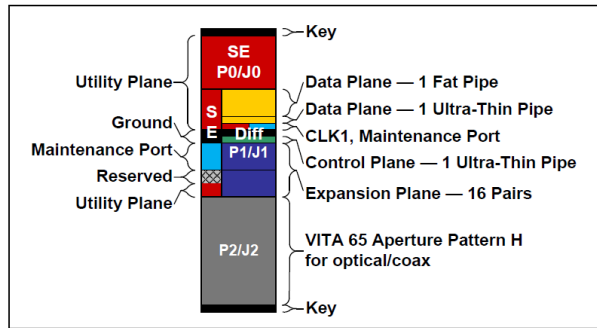 Key
SE
P0/J0
Utility Plane
Data Plane — 1 Fat Pipe
S
E
Data Plane — 1 Ultra-Thin Pipe
Ground
CLK1, Maintenance Port
Diff
P1/J1
Maintenance Port
Control Plane — 1 Ultra-Thin Pipe
Reserved
Expansion Plane — 16 Pairs
Utility Plane
P2/J2
VITA 65 Aperture Pattern H
for optical/coax
Key